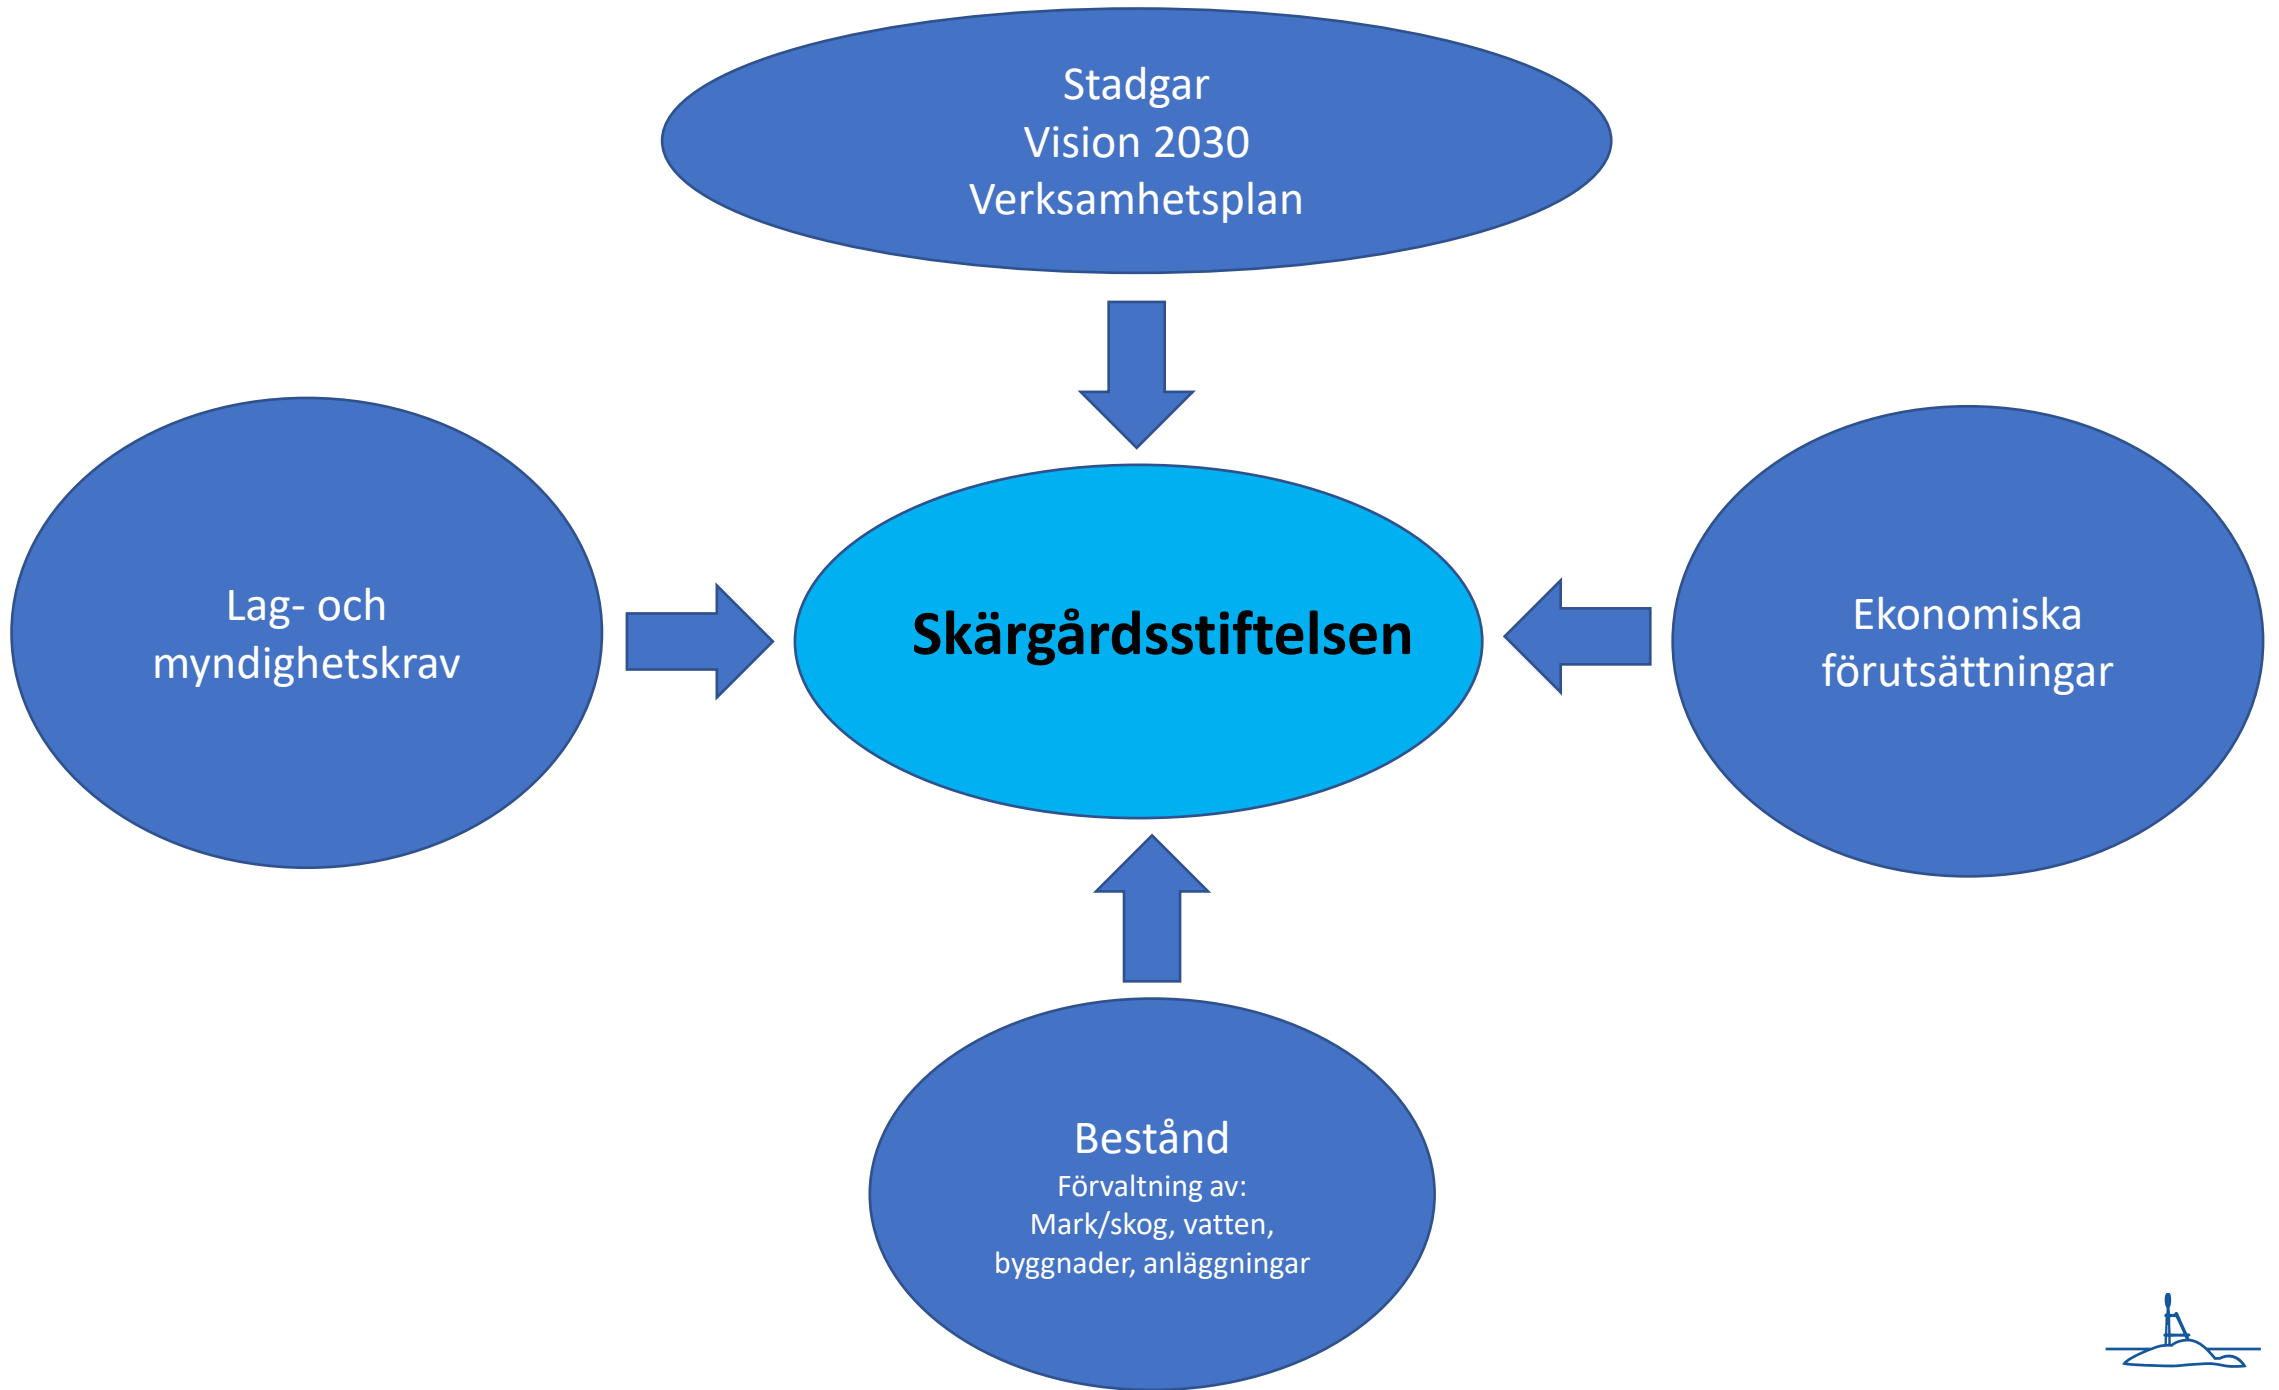 Stadgar
Vision 2030
Verksamhetsplan
Lag- och
myndighetskrav
Skärgårdsstiftelsen
Ekonomiska
förutsättningar
Bestånd
Förvaltning av:
Mark/skog, vatten,
byggnader, anläggningar